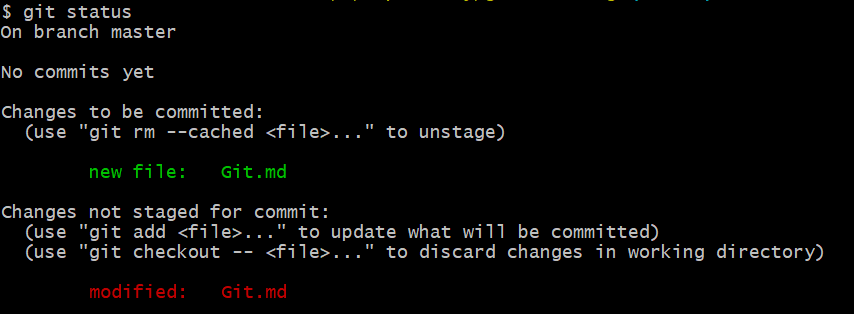 $ git status
On branch master
No commits yet
Changes to be committed:
(use "git rm --cached <file>..." to unstage)
new file: Git.md
Changes not staged for commit:
(use "git add <file>..." to update what will be committed)
(use "git checkout -- <file>..." to discard changes in working directory)
modified: Git.md